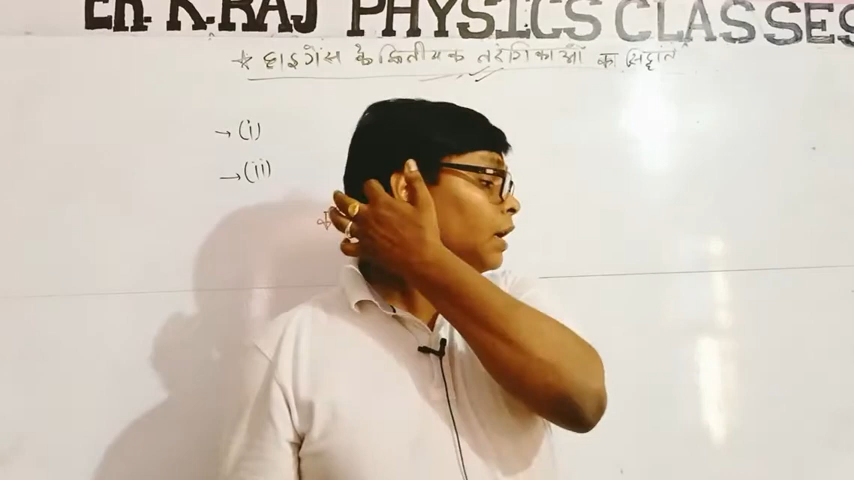 ER. K.RAJ PHYSICS CLASSES
☆ हाइगेंस के द्वितीयक तरंगिकाओं का सिद्धांत
→ (i)
→ (ii)